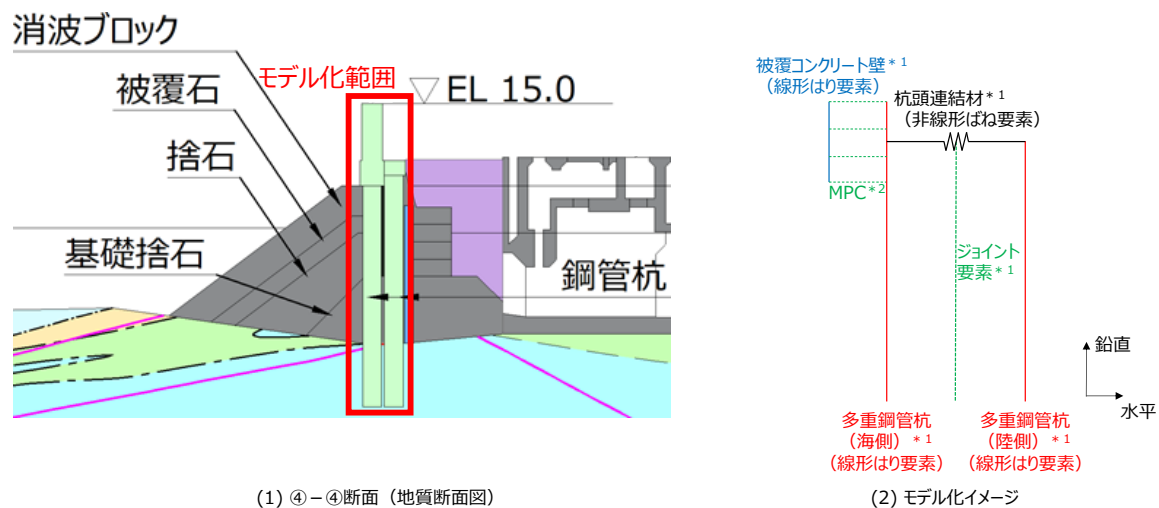 消波ブロック
被覆石
モデル化範囲
▽ EL 15.0
捨石
基礎捨石
鋼管杭
(1) ④－④断面（地質断面図）
被覆コンクリート壁＊1
（線形はり要素）
杭頭連結材＊1
（非線形ばね要素）
MPC＊2
ジョイント
要素＊1
鉛直
水平
多重鋼管杭
（海側）＊1
（線形はり要素）
多重鋼管杭
（陸側）＊1
（線形はり要素）
(2) モデル化イメージ